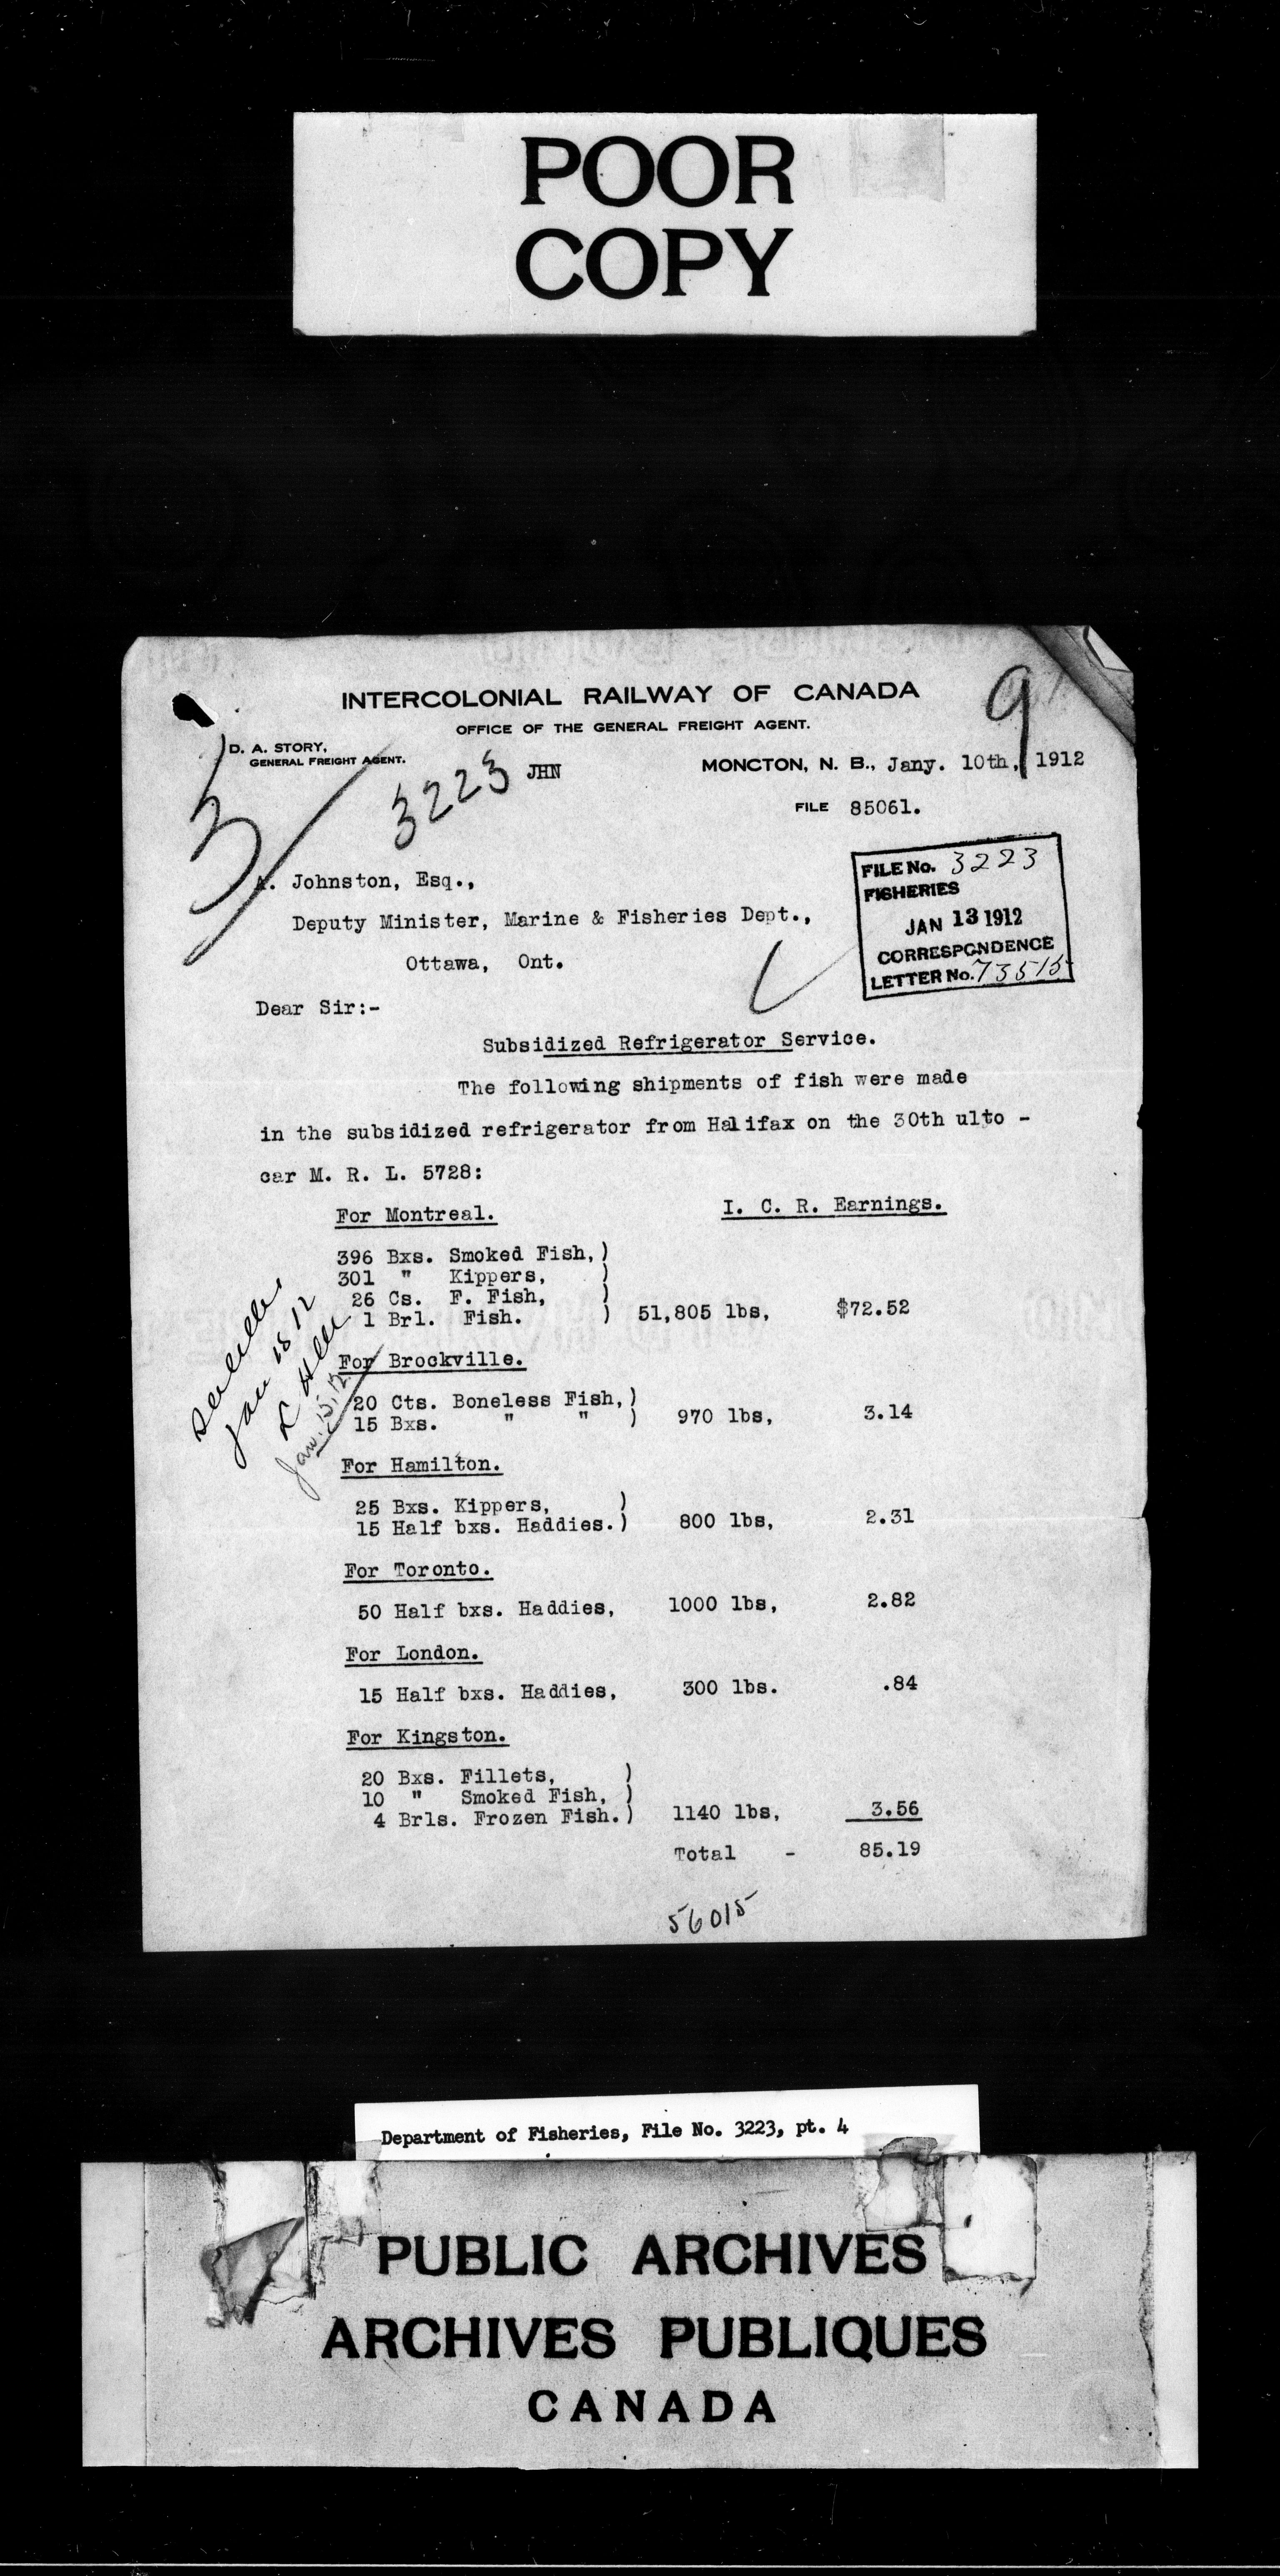 POOR
COPY
INTERCOLONIAL RAILWAY OF CANADA
OFFICE OF THE GENERAL FREIGHT AGENT.
9
D. A. STORY,
GENERAL FREIGHT AGENT.
3223 JHN
MONCTON, N. B., Jany. 10th, 1912
FILE 85061.
3
A. Johnston, Esq.,
Deputy Minister, Marine & Fisheries Dept.,
Ottawa, Ont.
FILE No. 3223
FISHERIES
JAN 13 1912
CORRESPONDENCE
LETTER No. 73515
Dear Sir:-
Subsidized Refrigerator Service.
The following shipments of fish were made
in the subsidized refrigerator from Halifax on the 30th ulto -
car M. R. L. 5728:
For Montreal. I. C. R. Earnings.
396 Bxs. Smoked Fish,)
301 " Kippers, )
26 Cs. F. Fish, )
1 Brl. Fish. ) 51,805 lbs, $72.52
For Brockville.
20 Cts. Boneless Fish,)
15 Bxs. " " ) 970 lbs, 3.14
Jan 15 12
Jan. 15, 12
For Hamilton.
25 Bxs. Kippers, )
15 Half bxs. Haddies.) 800 lbs, 2.31
For Toronto.
50 Half bxs. Haddies, 1000 lbs, 2.82
For London.
15 Half bxs. Haddies, 300 lbs. .84
For Kingston.
20 Bxs. Fillets, )
10 " Smoked Fish, )
4 Brls. Frozen Fish.) 1140 lbs, 3.56
Total - 85.19
56015
Department of Fisheries, File No. 3223, pt. 4
PUBLIC ARCHIVES
ARCHIVES PUBLIQUES
CANADA